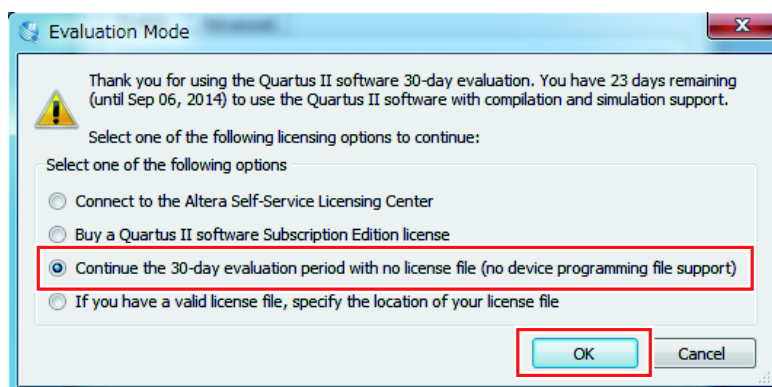 Evaluation Mode
Thank you for using the Quartus II software 30-day evaluation. You have 23 days remaining
(until Sep 06, 2014) to use the Quartus II software with compilation and simulation support.
Select one of the following licensing options to continue:
Select one of the following options
Connect to the Altera Self-Service Licensing Center
Buy a Quartus II software Subscription Edition license
Continue the 30-day evaluation period with no license file (no device programming file support)
If you have a valid license file, specify the location of your license file
OK Cancel